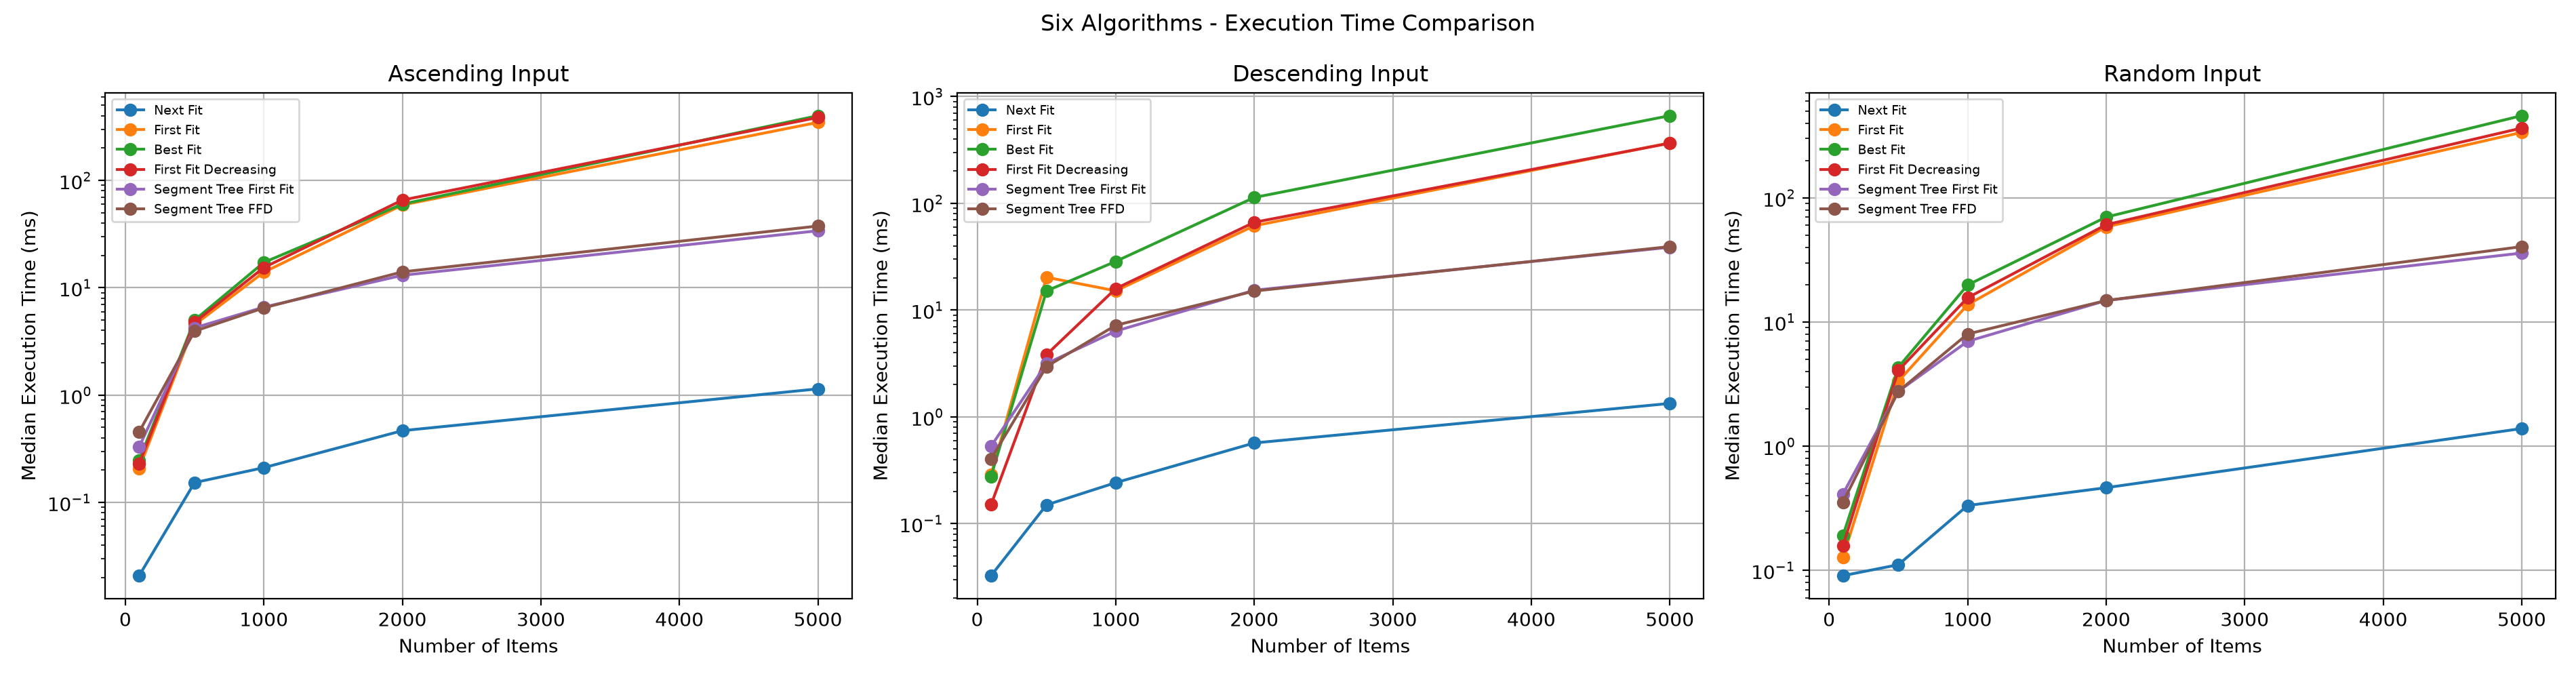 Six Algorithms - Execution Time Comparison
Ascending Input
Median Execution Time (ms)
10²
10¹
10⁰
10⁻¹
Next Fit
First Fit
Best Fit
First Fit Decreasing
Segment Tree First Fit
Segment Tree FFD
0 1000 2000 3000 4000 5000
Number of Items
Descending Input
Median Execution Time (ms)
10³
10²
10¹
10⁰
10⁻¹
Next Fit
First Fit
Best Fit
First Fit Decreasing
Segment Tree First Fit
Segment Tree FFD
0 1000 2000 3000 4000 5000
Number of Items
Random Input
Median Execution Time (ms)
10²
10¹
10⁰
10⁻¹
Next Fit
First Fit
Best Fit
First Fit Decreasing
Segment Tree First Fit
Segment Tree FFD
0 1000 2000 3000 4000 5000
Number of Items